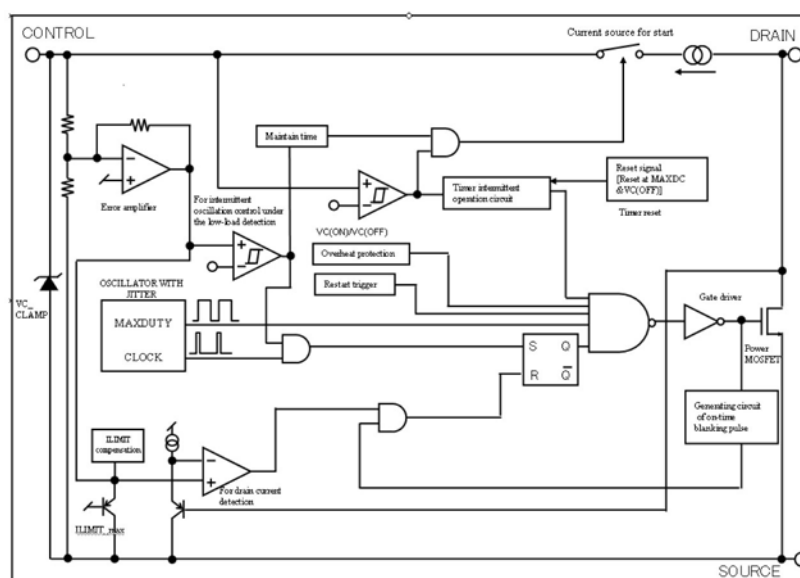 CONTROL
Current source for start
DRAIN
Maintain time
Reset signal
[Reset at MAXDC
&VC(OFF)]
Timer reset
Timer intermittent
operation circuit
Error amplifier
For intermittent
oscillation control under
the low-load detection
VC(ON)/VC(OFF)
Overheat protection
Restart trigger
VC_
CLAMP
OSCILLATOR WITH
JITTER
MAXDUTY
CLOCK
S Q
R Q̅
Gate driver
Power
MOSFET
Generating circuit
of on-time
blanking pulse
ILIMIT
compensation
For drain current
detection
ILIMIT_max
SOURCE